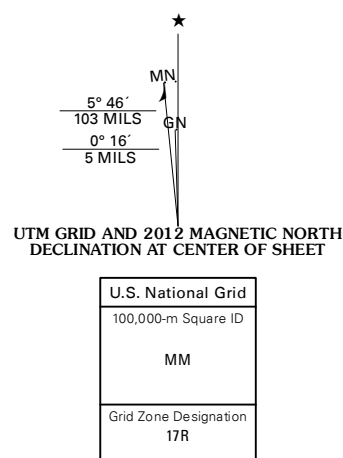 MN
5° 46´
103 MILS
GN
0° 16´
5 MILS
UTM GRID AND 2012 MAGNETIC NORTH
DECLINATION AT CENTER OF SHEET
U.S. National Grid
100,000-m Square ID
MM
Grid Zone Designation
17R